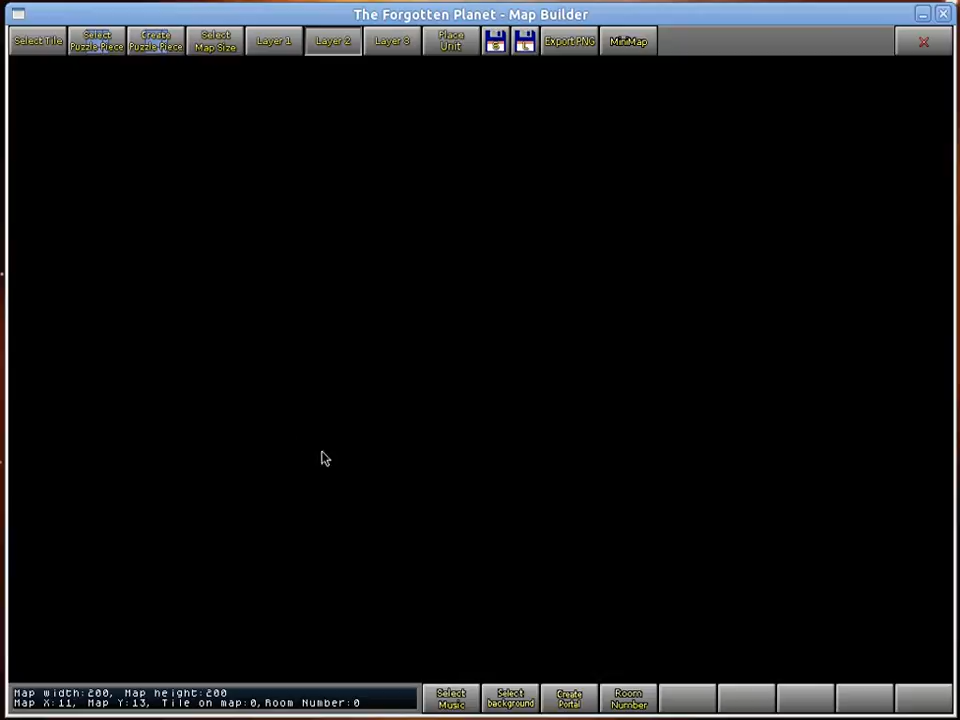 The Forgotten Planet - Map Builder
Select Tile
Select
Puzzle Piece
Create
Puzzle Piece
Select
Map Size
Layer 1
Layer 2
Layer 3
Place
Unit
S
L
Export PNG
MiniMap
Map width:200, Map height:200
Map X:11, Map Y:13, Tile on map:0,Room Number:0
Select
Music
Select
background
Create
Portal
Room
Number